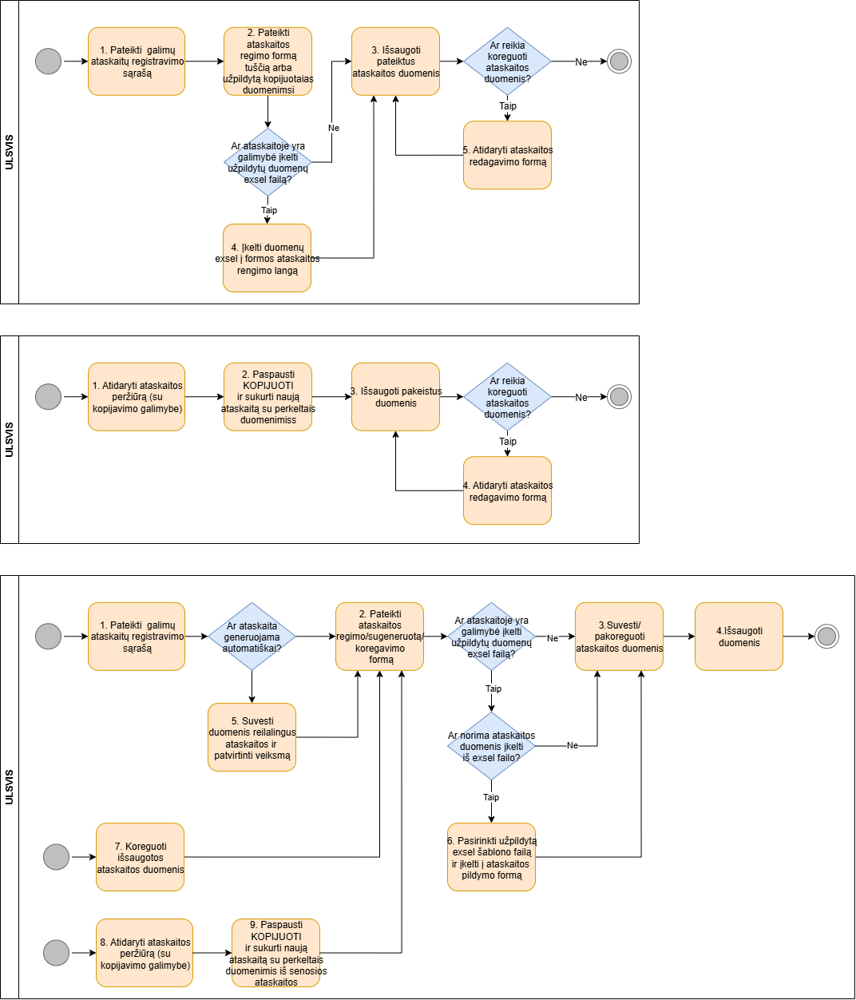 ULSVIS
1. Pateikti  galimų
ataskaitų registravimo
sąrašą
2. Pateikti
ataskaitos
regimo formą
tuščią arba
užpildytą kopijuotaias
duomenimsi
3. Išsaugoti
pateiktus
ataskaitos duomenis
Ar reikia
koreguoti
ataskaitos
duomenis?
Ne
Taip
5. Atidaryti ataskaitos
redagavimo formą
Ne
Ar ataskaitoje yra
galimybė įkelti
užpildytų duomenų
exsel failą?
Taip
4. Įkelti duomenų
exsel į formos ataskaitos
rengimo langą
ULSVIS
1. Atidaryti ataskaitos
peržiūrą (su
kopijavimo galimybe)
2. Paspausti
KOPIJUOTI
ir sukurti naują
ataskaitą su perkeltais
duomenimiss
3. Išsaugoti pakeistus
duomenis
Ar reikia
koreguoti
ataskaitos
duomenis?
Ne
Taip
4. Atidaryti ataskaitos
redagavimo formą
ULSVIS
1. Pateikti  galimų
ataskaitų registravimo
sąrašą
Ar ataskaita
generuojama
automatiškai?
2. Pateikti
ataskaitos
regimo/sugeneruotą/
koregavimo
formą
Ar ataskaitoje yra
galimybė įkelti
užpildytų duomenų
exsel failą?
Ne
3.Suvesti/
pakoreguoti
ataskaitos duomenis
4.Išsaugoti
duomenis
Taip
5. Suvesti
duomenis reilalingus
ataskaitos ir
patvirtinti veiksmą
Ar norima ataskaitos
duomenis įkelti
iš exsel failo?
Ne
Taip
7. Koreguoti
išsaugotos
ataskaitos duomenis
6. Pasirinkti užpildytą
exsel šablono failą
ir įkelti į ataskaitos
pildymo formą
8. Atidaryti ataskaitos
peržiūrą (su
kopijavimo galimybe)
9. Paspausti
KOPIJUOTI
ir sukurti naują
ataskaitą su perkeltais
duomenimis iš senosios
ataskaitos